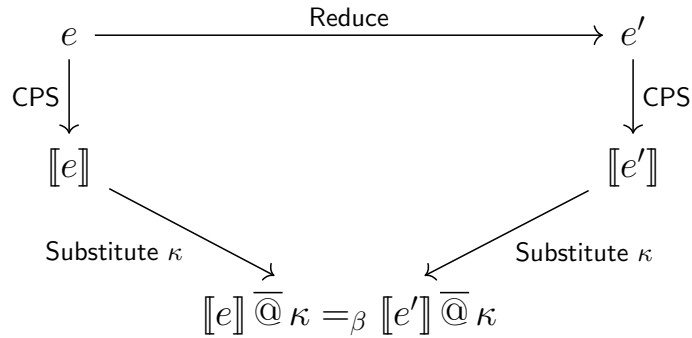 Reduce
e e′
CPS CPS
⟦e⟧ ⟦e′⟧
Substitute κ Substitute κ
⟦e⟧ @̅ κ =β ⟦e′⟧ @̅ κ